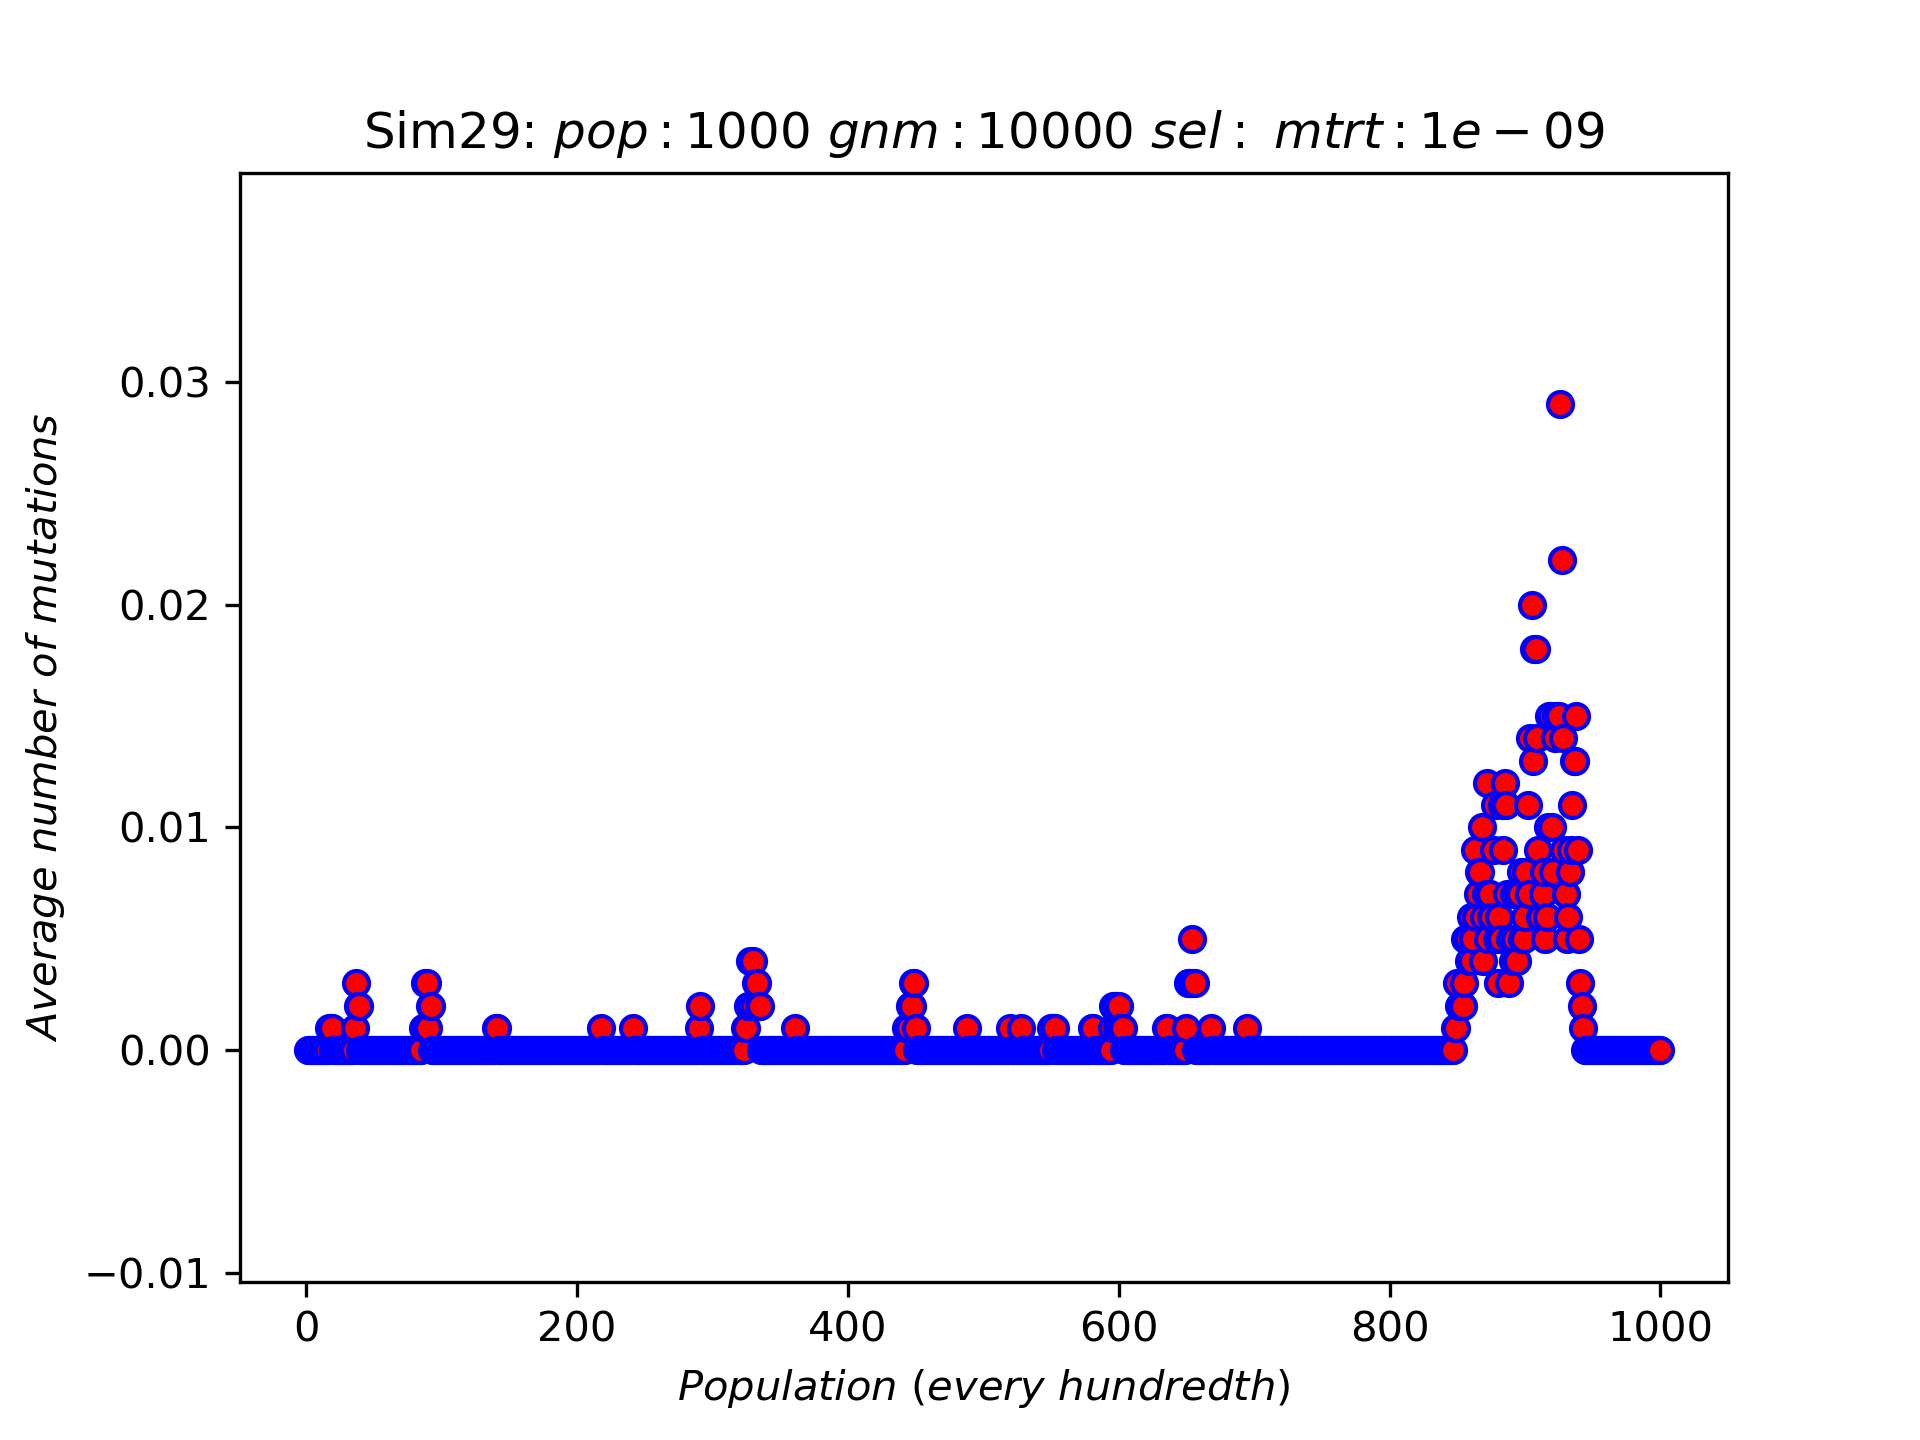 Sim29: pop : 1000 gnm : 10000 sel : mtrt : 1e − 09
Average number of mutations
0.03
0.02
0.01
0.00
−0.01
0 200 400 600 800 1000
Population (every hundredth)